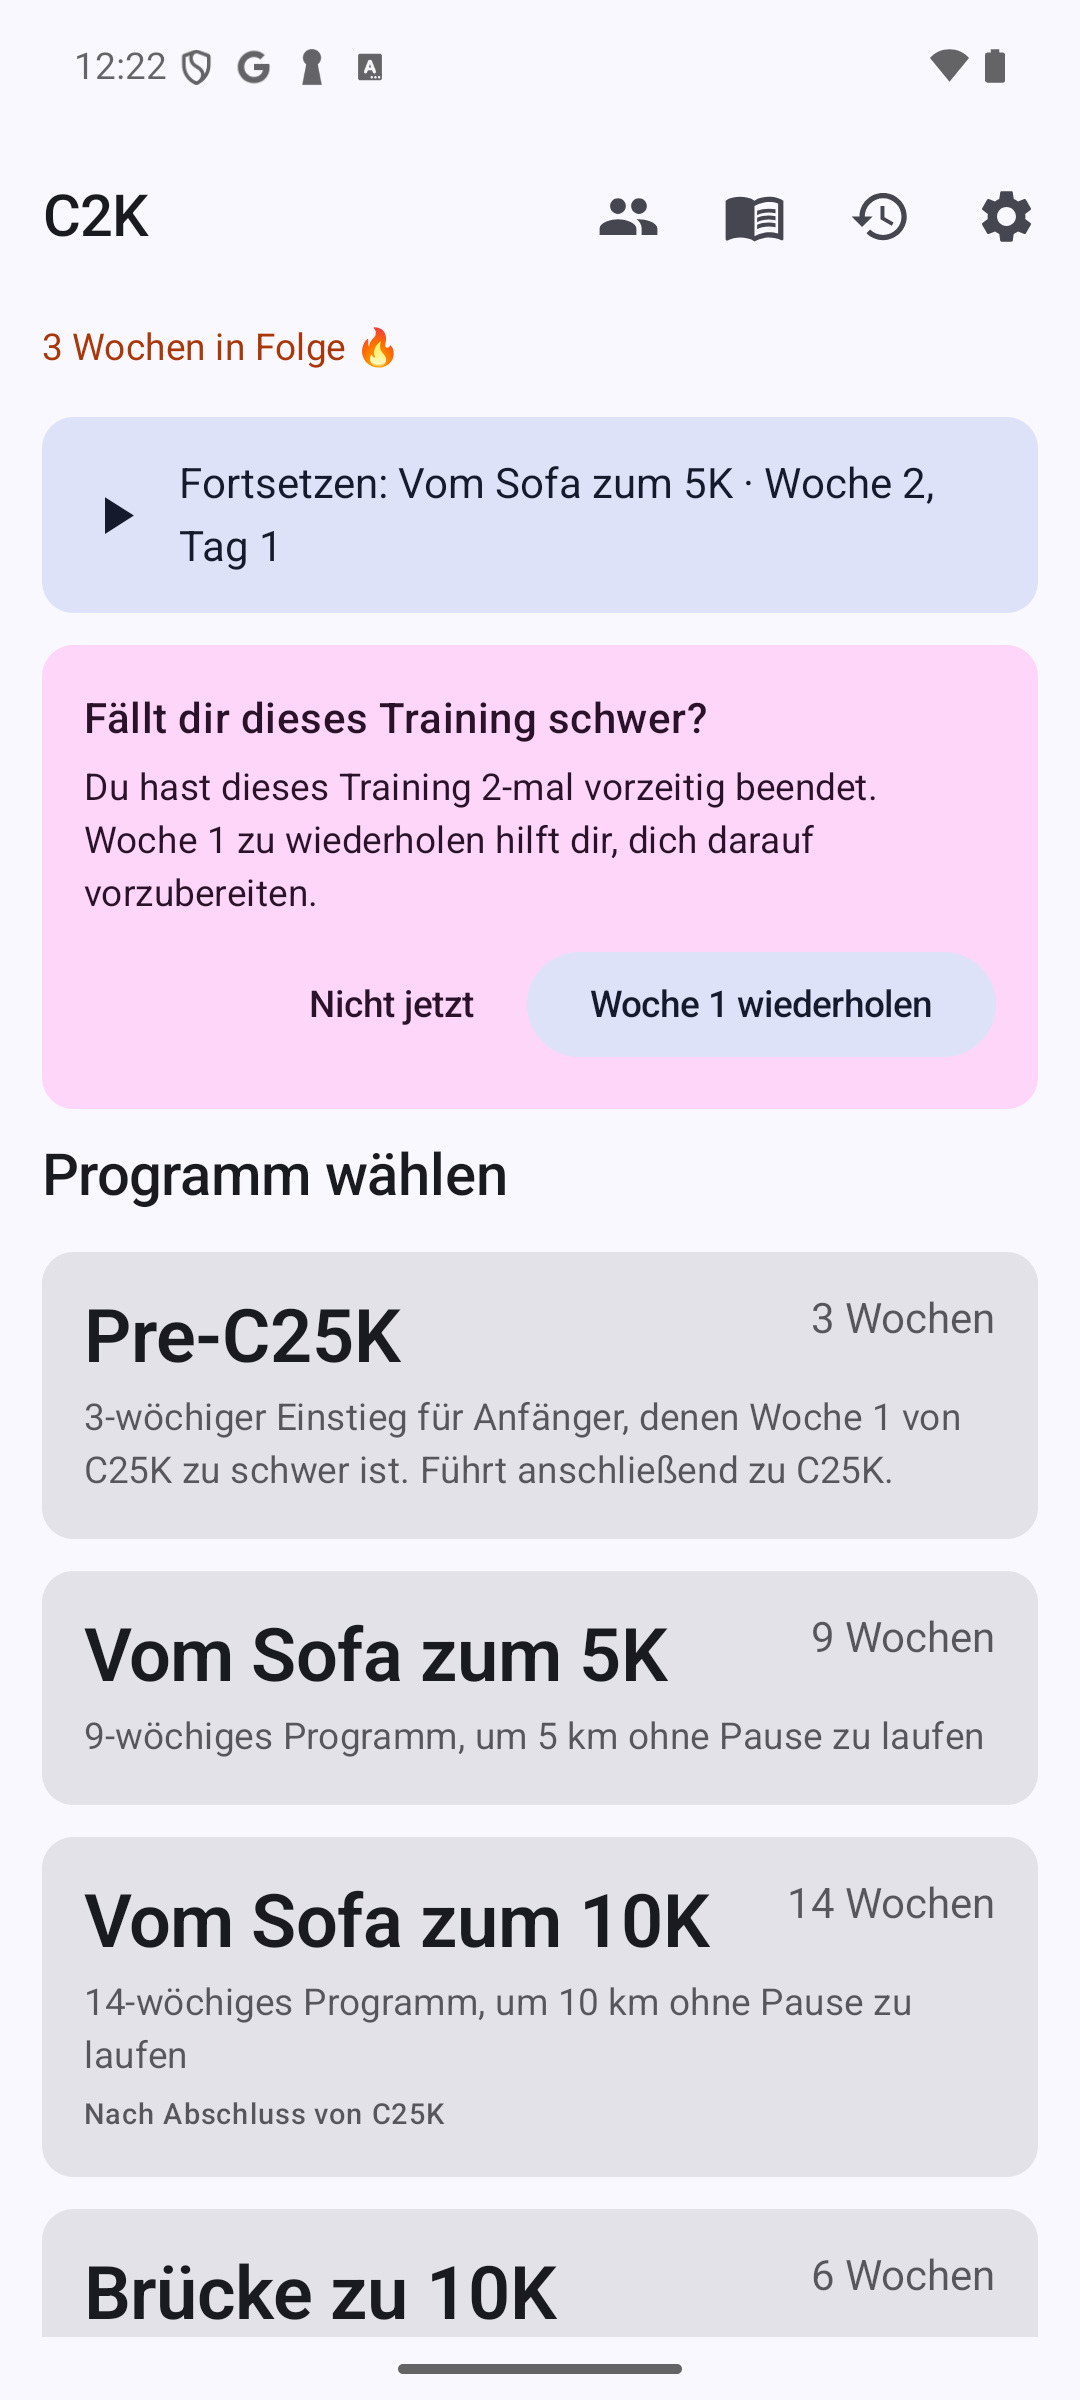 12:22
C2K
3 Wochen in Folge 🔥
Fortsetzen: Vom Sofa zum 5K · Woche 2,
Tag 1
Fällt dir dieses Training schwer?
Du hast dieses Training 2-mal vorzeitig beendet.
Woche 1 zu wiederholen hilft dir, dich darauf
vorzubereiten.
Nicht jetzt
Woche 1 wiederholen
Programm wählen
Pre-C25K
3 Wochen
3-wöchiger Einstieg für Anfänger, denen Woche 1 von
C25K zu schwer ist. Führt anschließend zu C25K.
Vom Sofa zum 5K
9 Wochen
9-wöchiges Programm, um 5 km ohne Pause zu laufen
Vom Sofa zum 10K
14 Wochen
14-wöchiges Programm, um 10 km ohne Pause zu
laufen
Nach Abschluss von C25K
Brücke zu 10K
6 Wochen